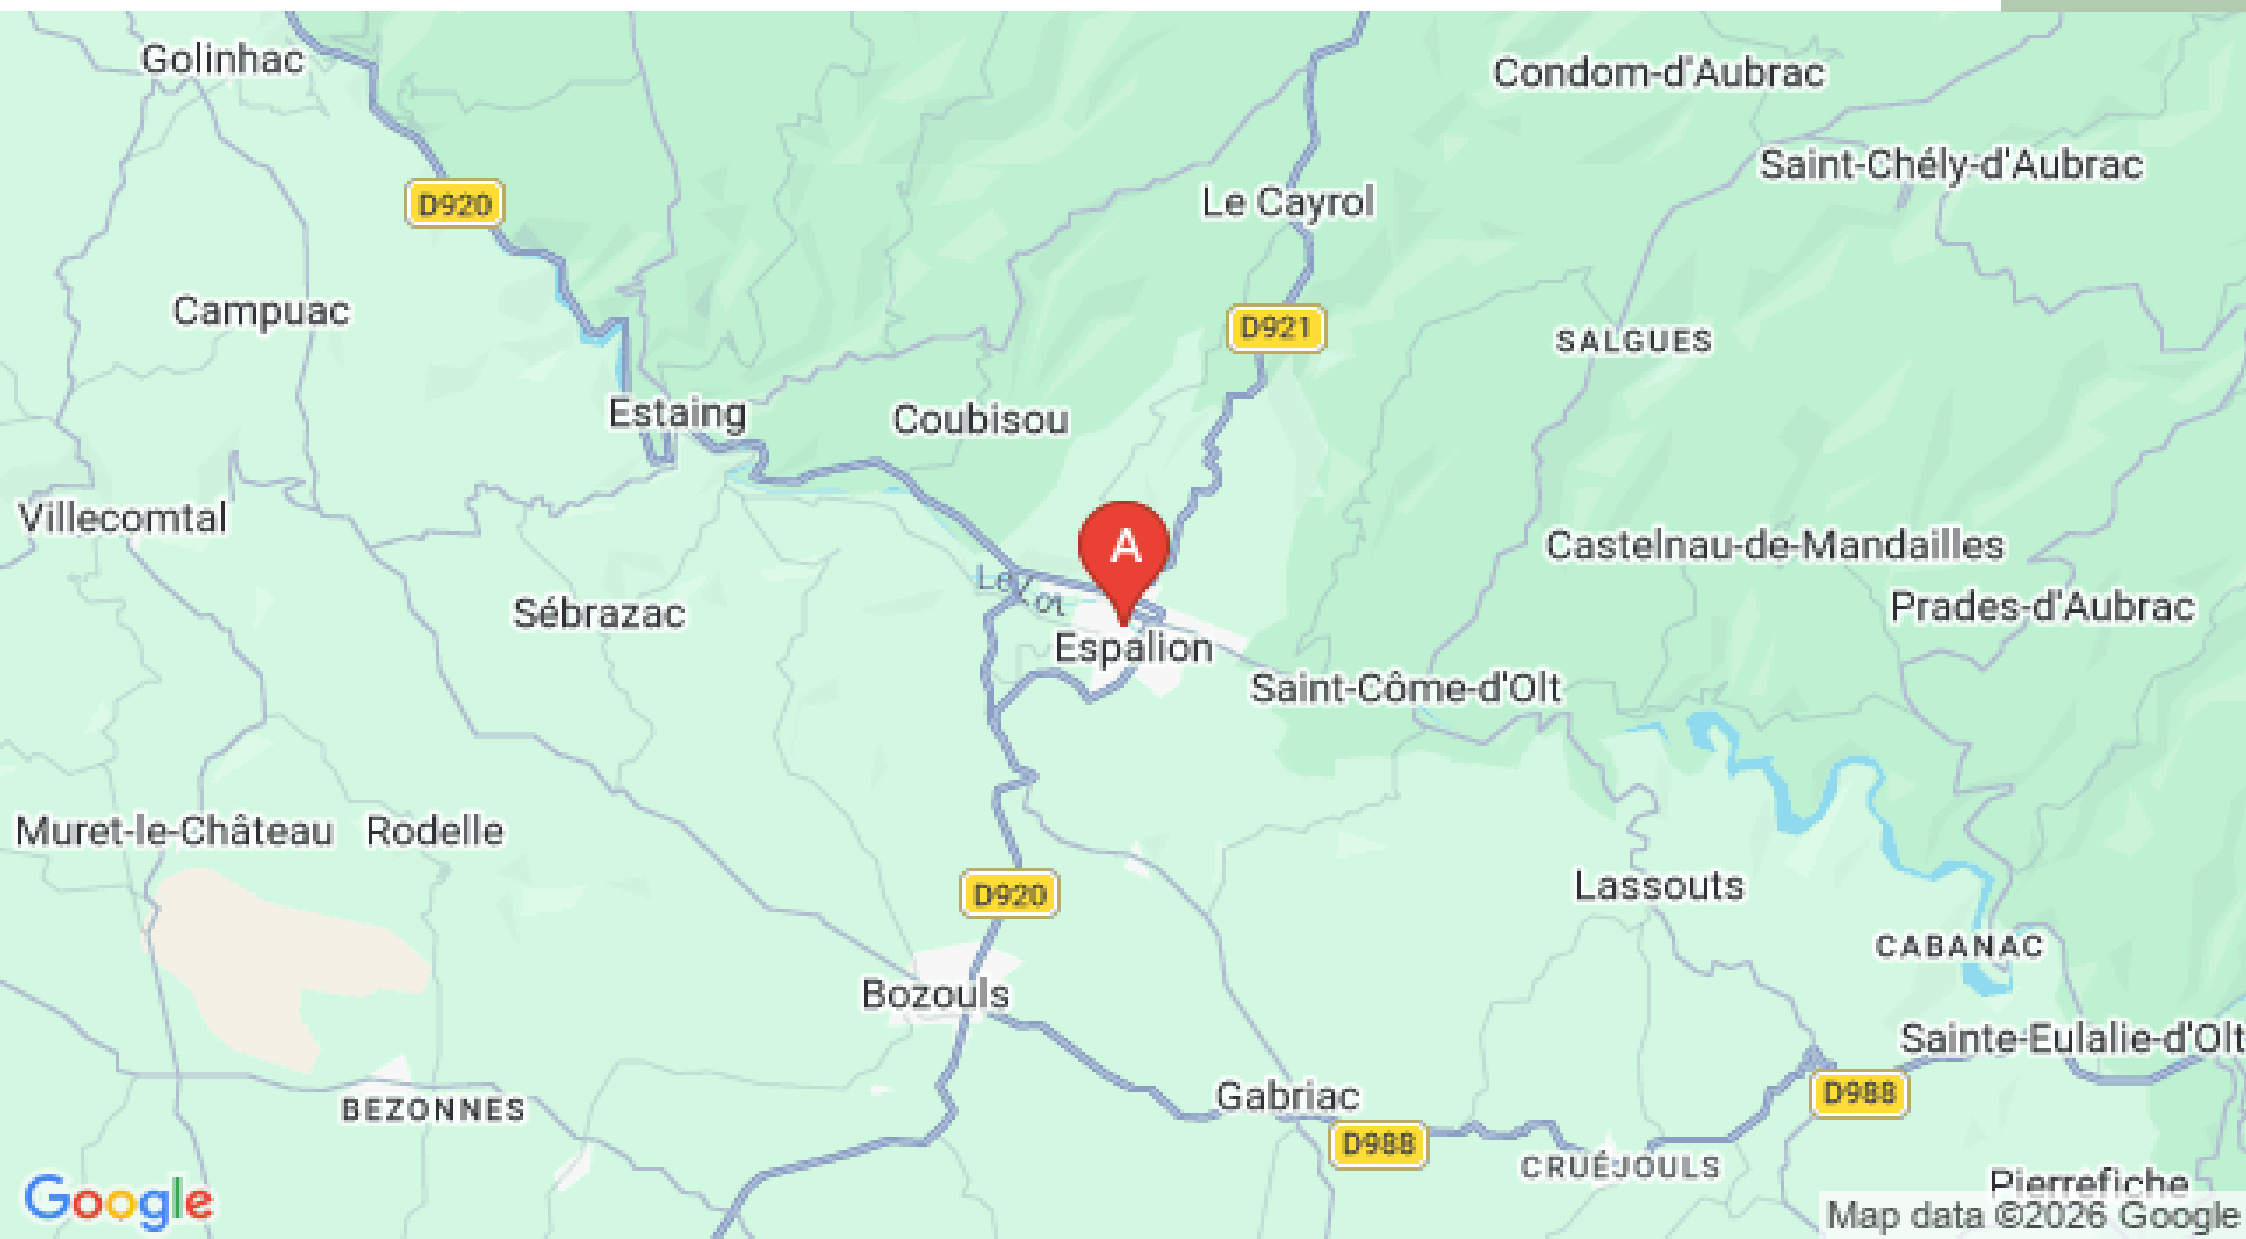 Golinhac
Condom-d'Aubrac
Saint-Chély-d'Aubrac
D920
Le Cayrol
Campuac
D921
SALGUES
Estaing
Coubisou
Villecomtal
A
Castelnau-de-Mandailles
Le Lot
Sébrazac
Prades-d'Aubrac
Espalion
Saint-Côme-d'Olt
Muret-le-Château
Rodelle
D920
Lassouts
CABANAC
Bozouls
Sainte-Eulalie-d'Olt
D988
Gabriac
BEZONNES
D988
CRUÉJOULS
Pierrefiche
Google
Map data ©2026 Google